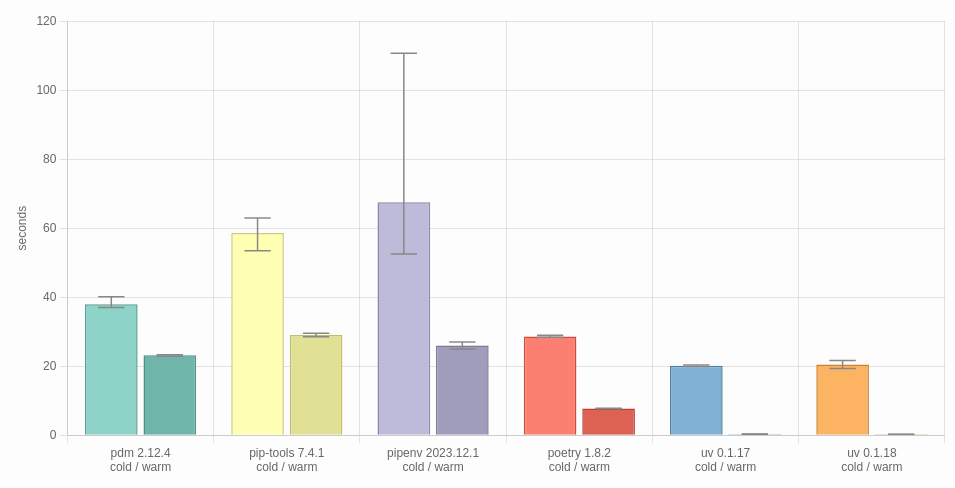 120
100
80
60
40
20
0
seconds
pdm 2.12.4
cold / warm
pip-tools 7.4.1
cold / warm
pipenv 2023.12.1
cold / warm
poetry 1.8.2
cold / warm
uv 0.1.17
cold / warm
uv 0.1.18
cold / warm